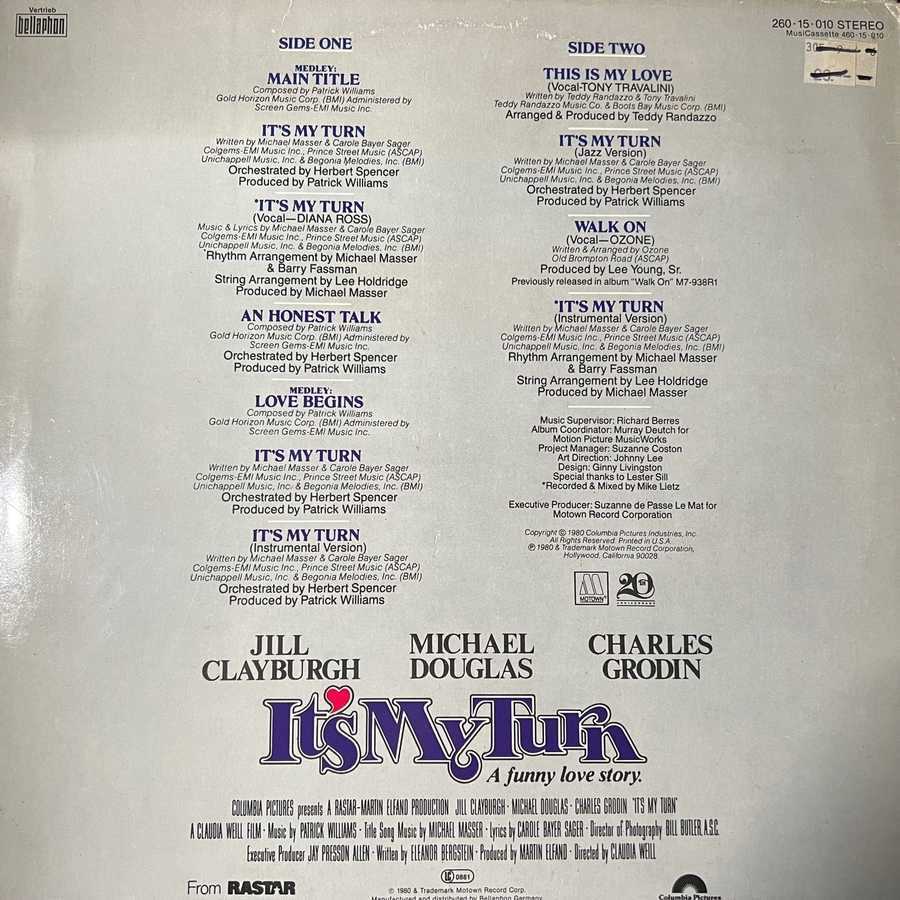 Vertrieb
bellaphon
260·15·010 STEREO
MusiCassette 460·15·010
SIDE ONE
MEDLEY:
MAIN TITLE
Composed by Patrick Williams
Gold Horizon Music Corp. (BMI) Administered by
Screen Gems-EMI Music Inc.
IT'S MY TURN
Written by Michael Masser & Carole Bayer Sager
Colgems-EMI Music Inc., Prince Street Music (ASCAP)
Unichappell Music, Inc. & Begonia Melodies, Inc. (BMI)
Orchestrated by Herbert Spencer
Produced by Patrick Williams
*IT'S MY TURN
(Vocal—DIANA ROSS)
Music & Lyrics by Michael Masser & Carole Bayer Sager
Colgems-EMI Music Inc., Prince Street Music (ASCAP)
Unichappell Music, Inc. & Begonia Melodies, Inc. (BMI)
*Rhythm Arrangement by Michael Masser
& Barry Fassman
String Arrangement by Lee Holdridge
Produced by Michael Masser
AN HONEST TALK
Composed by Patrick Williams
Gold Horizon Music Corp. (BMI) Administered by
Screen Gems-EMI Music Inc.
Orchestrated by Herbert Spencer
Produced by Patrick Williams
MEDLEY:
LOVE BEGINS
Composed by Patrick Williams
Gold Horizon Music Corp. (BMI) Administered by
Screen Gems-EMI Music Inc.
IT'S MY TURN
Written by Michael Masser & Carole Bayer Sager
Colgems-EMI Music Inc., Prince Street Music (ASCAP)
Unichappell Music, Inc. & Begonia Melodies, Inc. (BMI)
Orchestrated by Herbert Spencer
Produced by Patrick Williams
IT'S MY TURN
(Instrumental Version)
Written by Michael Masser & Carole Bayer Sager
Colgems-EMI Music Inc., Prince Street Music (ASCAP)
Unichappell Music, Inc. & Begonia Melodies, Inc. (BMI)
Orchestrated by Herbert Spencer
Produced by Patrick Williams
SIDE TWO
THIS IS MY LOVE
(Vocal-TONY TRAVALINI)
Written by Teddy Randazzo & Tony Travalini
Teddy Randazzo Music Co. & Boots Bay Music Corp. (BMI)
Arranged & Produced by Teddy Randazzo
IT'S MY TURN
(Jazz Version)
Written by Michael Masser & Carole Bayer Sager
Colgems-EMI Music Inc., Prince Street Music (ASCAP)
Unichappell Music, Inc. & Begonia Melodies, Inc. (BMI)
Orchestrated by Herbert Spencer
Produced by Patrick Williams
WALK ON
(Vocal—OZONE)
Written & Arranged by Ozone
Old Brompton Road (ASCAP)
Produced by Lee Young, Sr.
Previously released in album "Walk On" M7-938R1
*IT'S MY TURN
(Instrumental Version)
Written by Michael Masser & Carole Bayer Sager
Colgems-EMI Music Inc., Prince Street Music (ASCAP)
Unichappell Music, Inc. & Begonia Melodies, Inc. (BMI)
Rhythm Arrangement by Michael Masser
& Barry Fassman
String Arrangement by Lee Holdridge
Produced by Michael Masser
Music Supervisor: Richard Berres
Album Coordinator: Murray Deutch for
Motion Picture MusicWorks
Project Manager: Suzanne Coston
Art Direction: Johnny Lee
Design: Ginny Livingston
Special thanks to Lester Sill
*Recorded & Mixed by Mike Lietz
Executive Producer: Suzanne de Passe Le Mat for
Motown Record Corporation
Copyright © 1980 Columbia Pictures Industries, Inc.
All Rights Reserved. Printed in U.S.A.
℗ 1980 & Trademark Motown Record Corporation,
Hollywood, California 90028
M
MOTOWN
20
ANNIVERSARY
JILL CLAYBURGH
MICHAEL DOUGLAS
CHARLES GRODIN
It's My Turn
A funny love story.
COLUMBIA PICTURES presents A RASTAR-MARTIN ELFAND PRODUCTION JILL CLAYBURGH · MICHAEL DOUGLAS · CHARLES GRODIN "IT'S MY TURN"
A CLAUDIA WEILL FILM · Music by PATRICK WILLIAMS · Title Song Music by MICHAEL MASSER · Lyrics by CAROLE BAYER SAGER · Director of Photography BILL BUTLER, A.S.C.
Executive Producer JAY PRESSON ALLEN · Written by ELEANOR BERGSTEIN · Produced by MARTIN ELFAND · Directed by CLAUDIA WEILL
From RASTAR
LC 0881
℗ 1980 & Trademark Motown Record Corp.
Manufactured and distributed by Bellaphon Germany.
Columbia Pictures